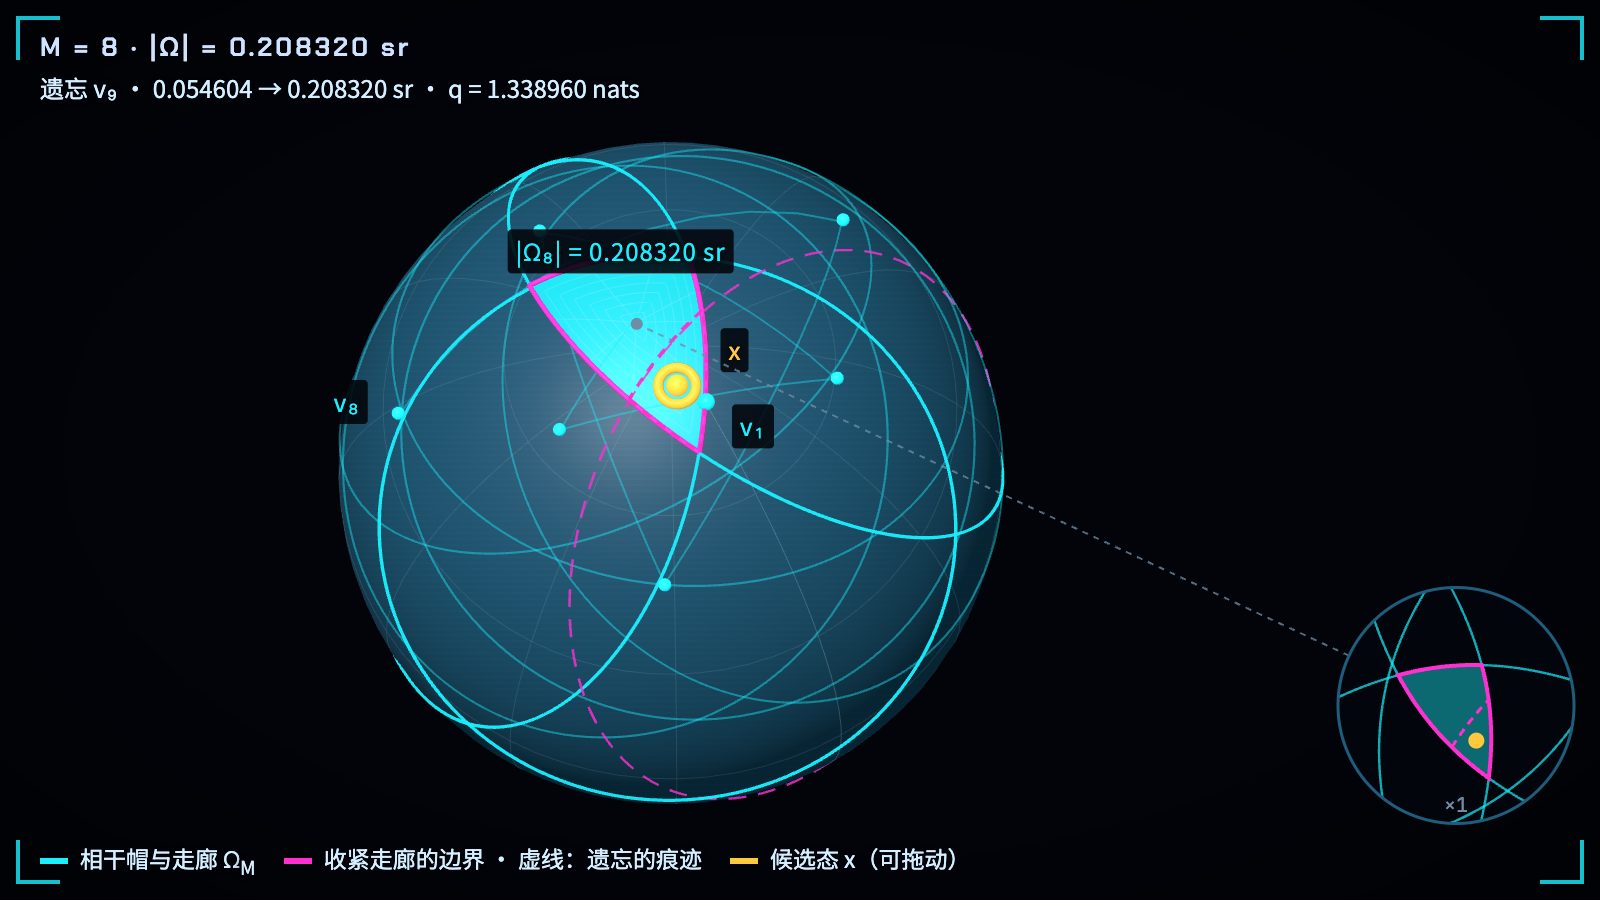 M = 8 · |Ω| = 0.208320 sr
遗忘 v₉ · 0.054604 → 0.208320 sr · q = 1.338960 nats
|Ω₈| = 0.208320 sr
x
v₈
v₁
×1
相干帽与走廊 Ω_M
收紧走廊的边界 · 虚线：遗忘的痕迹
候选态 x（可拖动）